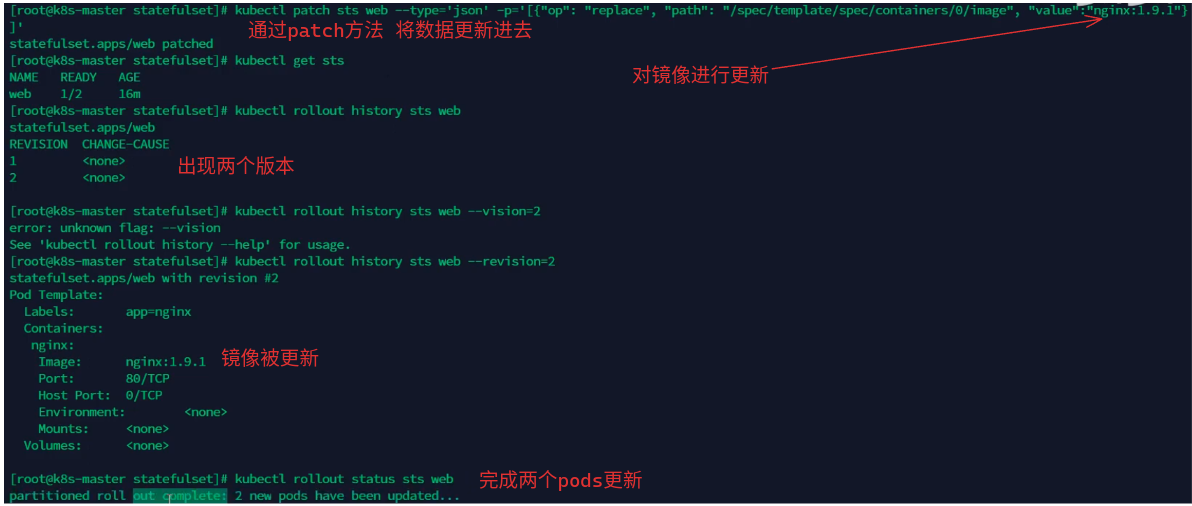 [root@k8s-master statefulset]# kubectl patch sts web --type='json' -p='[{"op": "replace", "path": "/spec/template/spec/containers/0/image", "value":"nginx:1.9.1"}
]'
通过patch方法 将数据更新进去
statefulset.apps/web patched
[root@k8s-master statefulset]# kubectl get sts
对镜像进行更新
NAME READY AGE
web 1/2 16m
[root@k8s-master statefulset]# kubectl rollout history sts web
statefulset.apps/web
REVISION CHANGE-CAUSE
1 <none>
出现两个版本
2 <none>
[root@k8s-master statefulset]# kubectl rollout history sts web --vision=2
error: unknown flag: --vision
See 'kubectl rollout history --help' for usage.
[root@k8s-master statefulset]# kubectl rollout history sts web --revision=2
statefulset.apps/web with revision #2
Pod Template:
Labels: app=nginx
Containers:
nginx:
Image: nginx:1.9.1 镜像被更新
Port: 80/TCP
Host Port: 0/TCP
Environment: <none>
Mounts: <none>
Volumes: <none>
[root@k8s-master statefulset]# kubectl rollout status sts web 完成两个pods更新
partitioned roll out complete: 2 new pods have been updated...